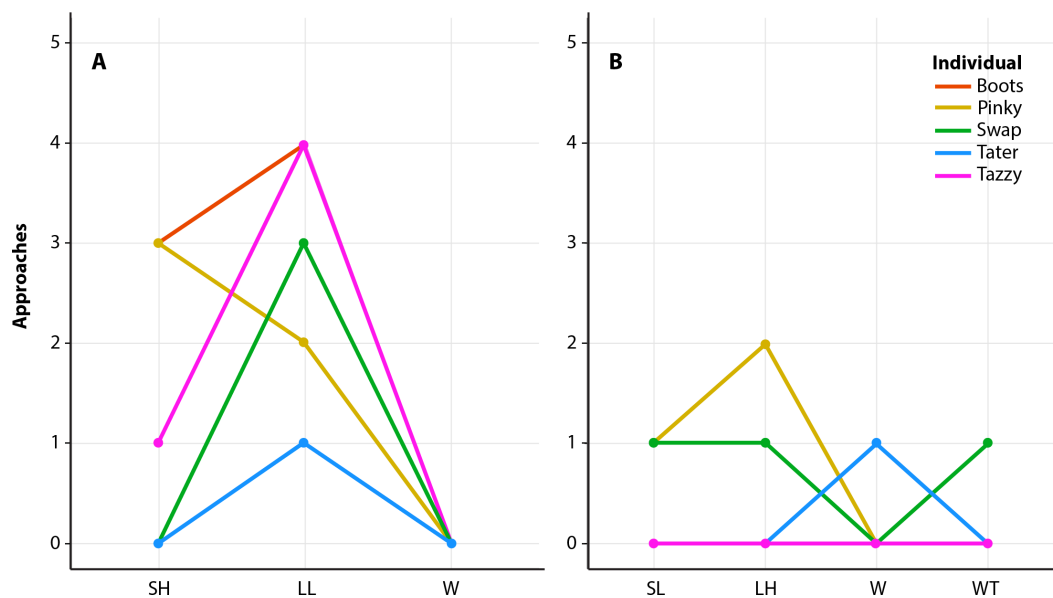 A
B
Individual
Boots
Pinky
Swap
Tater
Tazzy
Approaches
5
4
3
2
1
0
SH LL W
5
4
3
2
1
0
SL LH W WT